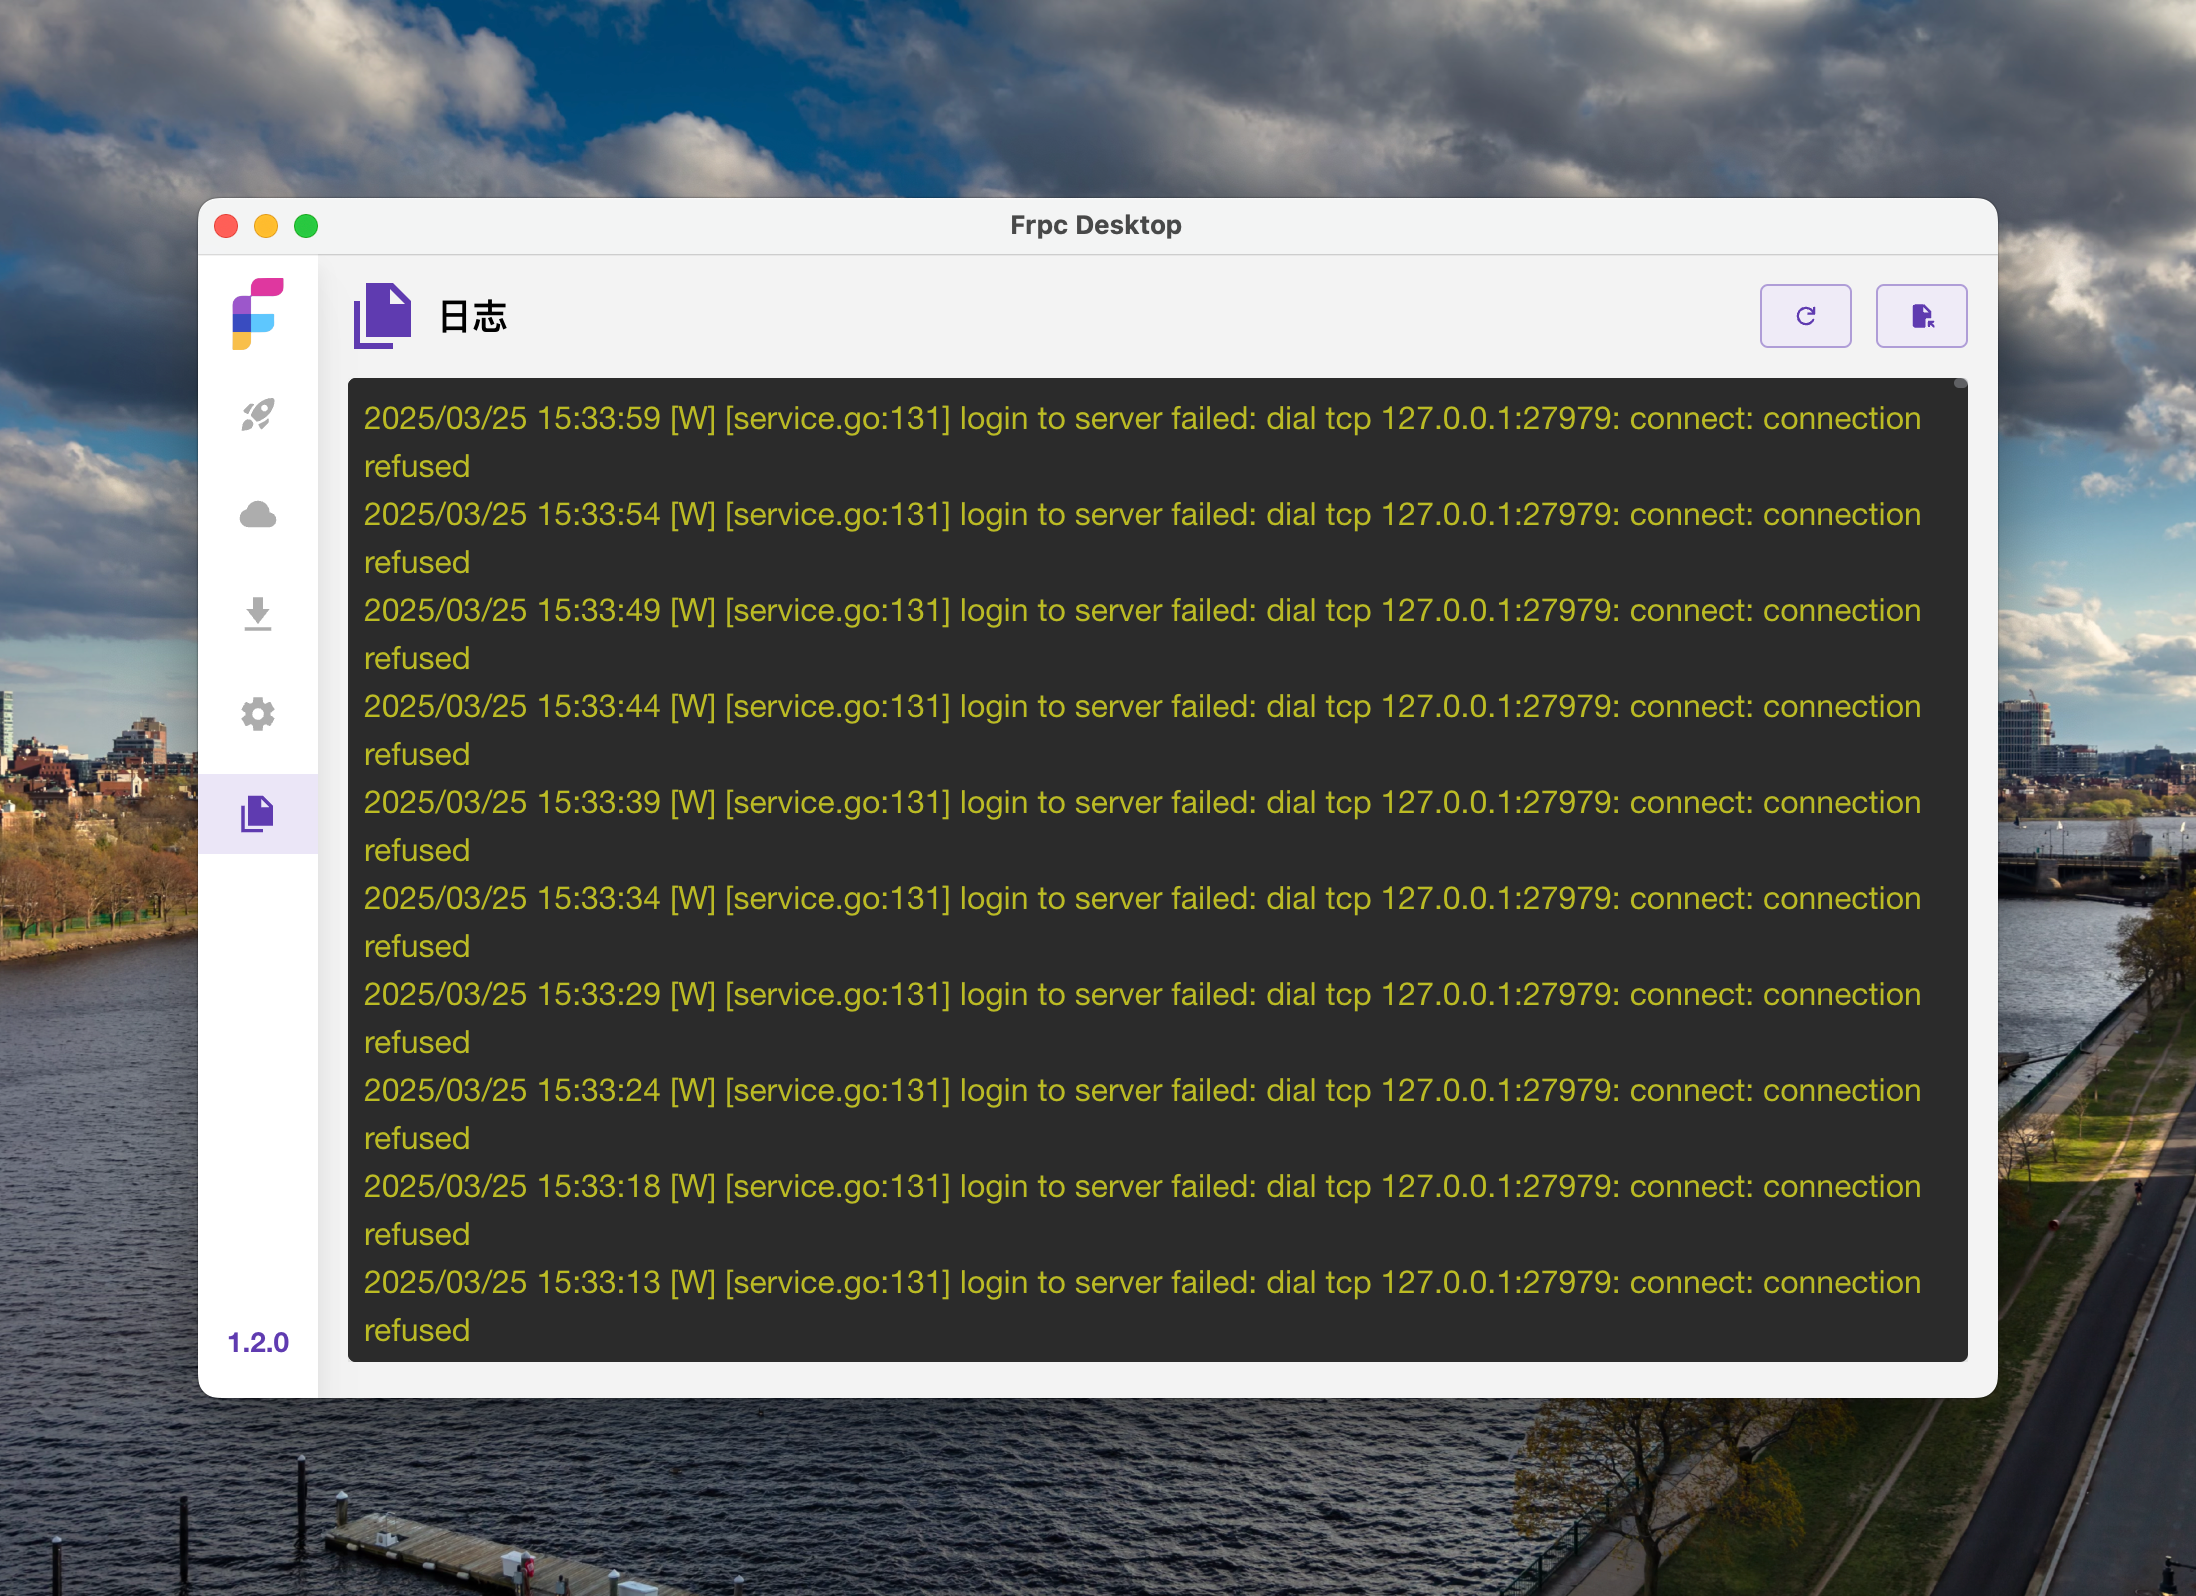 Frpc Desktop
日志
2025/03/25 15:33:59 [W] [service.go:131] login to server failed: dial tcp 127.0.0.1:27979: connect: connection
refused
2025/03/25 15:33:54 [W] [service.go:131] login to server failed: dial tcp 127.0.0.1:27979: connect: connection
refused
2025/03/25 15:33:49 [W] [service.go:131] login to server failed: dial tcp 127.0.0.1:27979: connect: connection
refused
2025/03/25 15:33:44 [W] [service.go:131] login to server failed: dial tcp 127.0.0.1:27979: connect: connection
refused
2025/03/25 15:33:39 [W] [service.go:131] login to server failed: dial tcp 127.0.0.1:27979: connect: connection
refused
2025/03/25 15:33:34 [W] [service.go:131] login to server failed: dial tcp 127.0.0.1:27979: connect: connection
refused
2025/03/25 15:33:29 [W] [service.go:131] login to server failed: dial tcp 127.0.0.1:27979: connect: connection
refused
2025/03/25 15:33:24 [W] [service.go:131] login to server failed: dial tcp 127.0.0.1:27979: connect: connection
refused
2025/03/25 15:33:18 [W] [service.go:131] login to server failed: dial tcp 127.0.0.1:27979: connect: connection
refused
2025/03/25 15:33:13 [W] [service.go:131] login to server failed: dial tcp 127.0.0.1:27979: connect: connection
refused
1.2.0